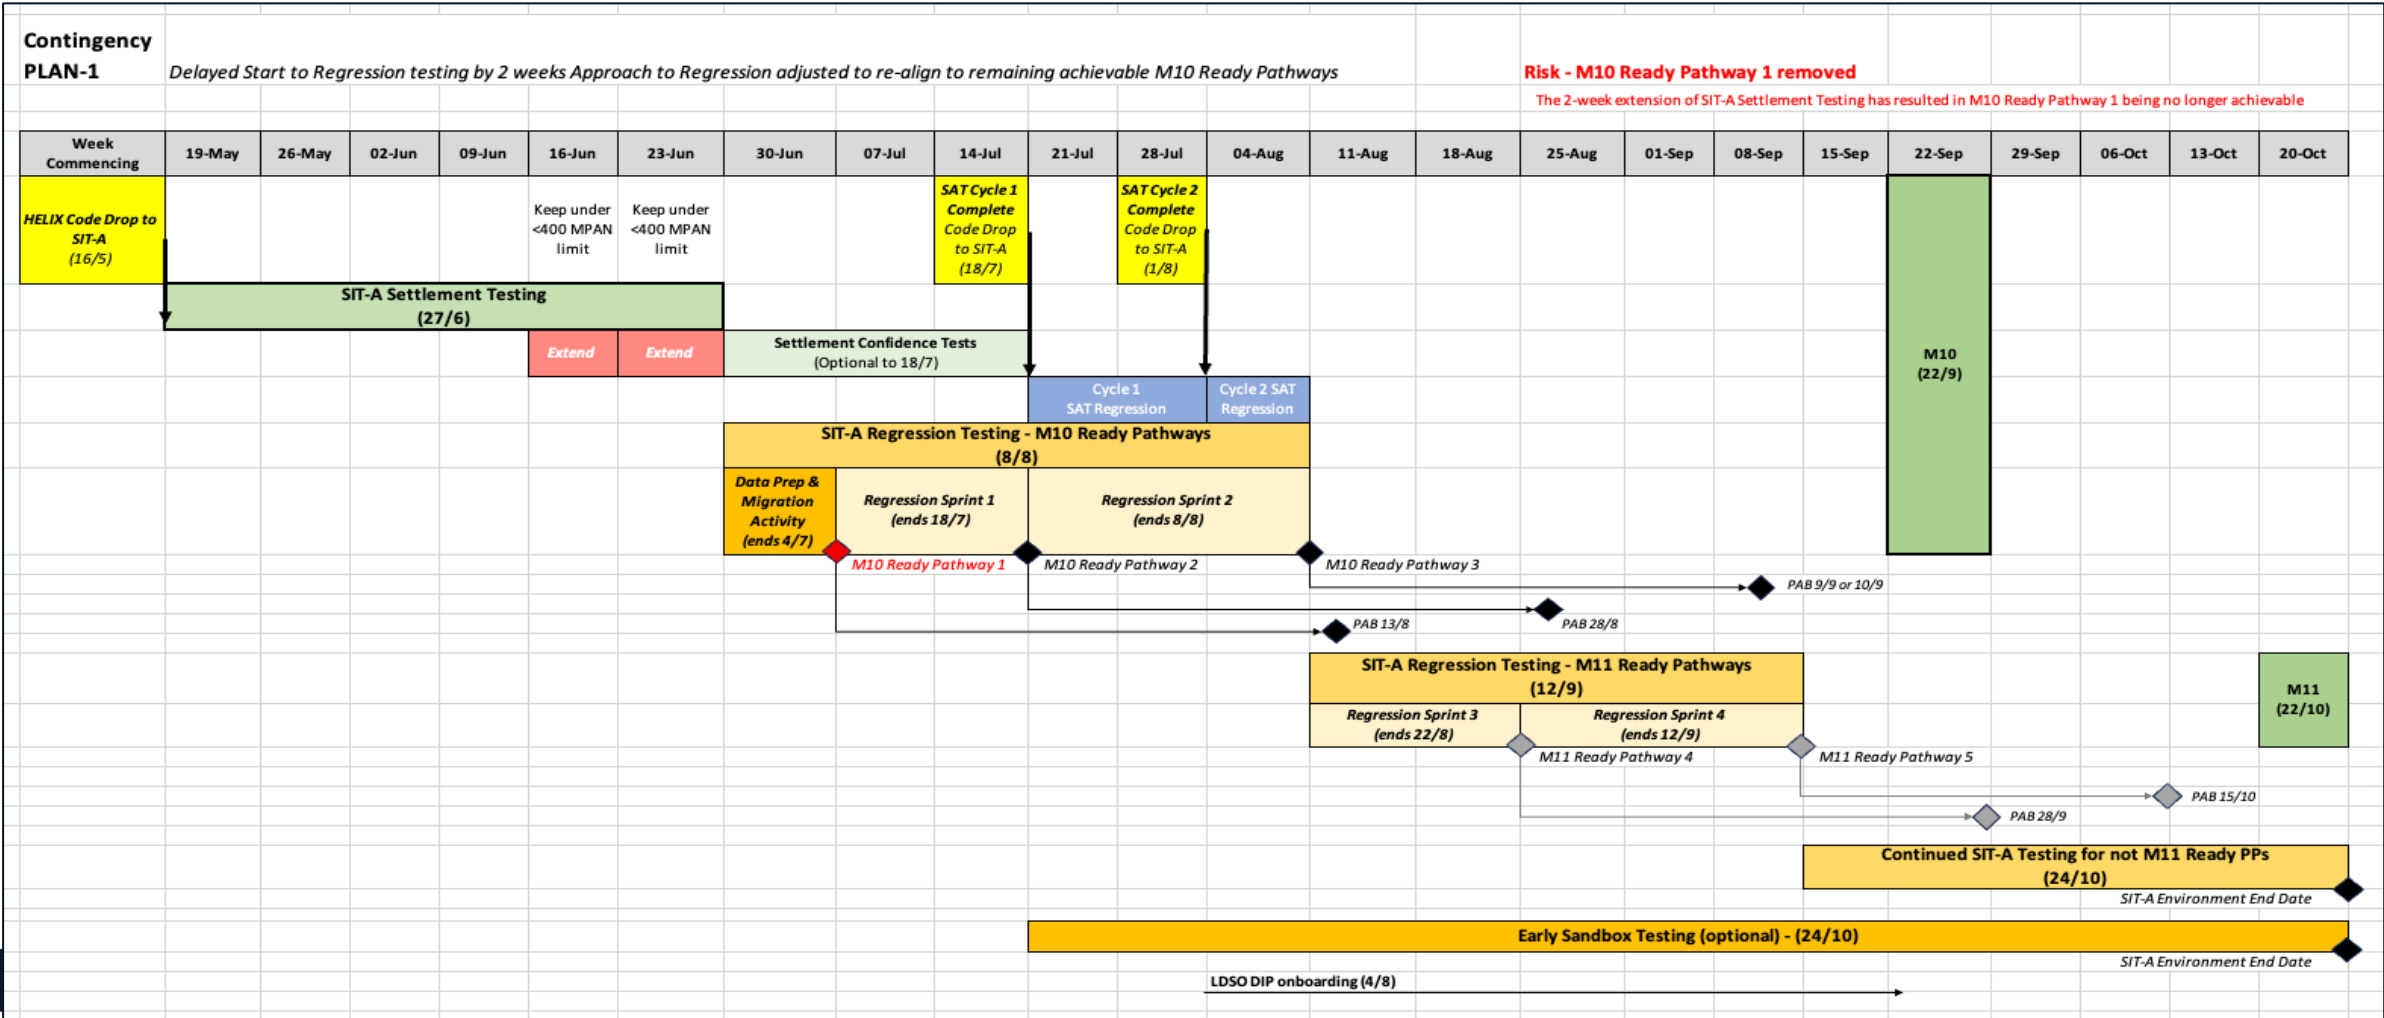 Contingency
PLAN-1
Delayed Start to Regression testing by 2 weeks Approach to Regression adjusted to re-align to remaining achievable M10 Ready Pathways
Risk - M10 Ready Pathway 1 removed
The 2-week extension of SIT-A Settlement Testing has resulted in M10 Ready Pathway 1 being no longer achievable
Week
Commencing
19-May
26-May
02-Jun
09-Jun
16-Jun
23-Jun
30-Jun
07-Jul
14-Jul
21-Jul
28-Jul
04-Aug
11-Aug
18-Aug
25-Aug
01-Sep
08-Sep
15-Sep
22-Sep
29-Sep
06-Oct
13-Oct
20-Oct
HELIX Code Drop to
SIT-A
(16/5)
Keep under
<400 MPAN
limit
Keep under
<400 MPAN
limit
SAT Cycle 1
Complete
Code Drop
to SIT-A
(18/7)
SAT Cycle 2
Complete
Code Drop
to SIT-A
(1/8)
M10
(22/9)
SIT-A Settlement Testing
(27/6)
Extend
Extend
Settlement Confidence Tests
(Optional to 18/7)
Cycle 1
SAT Regression
Cycle 2 SAT
Regression
SIT-A Regression Testing - M10 Ready Pathways
(8/8)
Data Prep &
Migration
Activity
(ends 4/7)
Regression Sprint 1
(ends 18/7)
Regression Sprint 2
(ends 8/8)
M10 Ready Pathway 1
M10 Ready Pathway 2
M10 Ready Pathway 3
PAB 9/9 or 10/9
PAB 28/8
PAB 13/8
SIT-A Regression Testing - M11 Ready Pathways
(12/9)
Regression Sprint 3
(ends 22/8)
Regression Sprint 4
(ends 12/9)
M11
(22/10)
M11 Ready Pathway 4
M11 Ready Pathway 5
PAB 15/10
PAB 28/9
Continued SIT-A Testing for not M11 Ready PPs
(24/10)
SIT-A Environment End Date
Early Sandbox Testing (optional) - (24/10)
SIT-A Environment End Date
LDSO DIP onboarding (4/8)